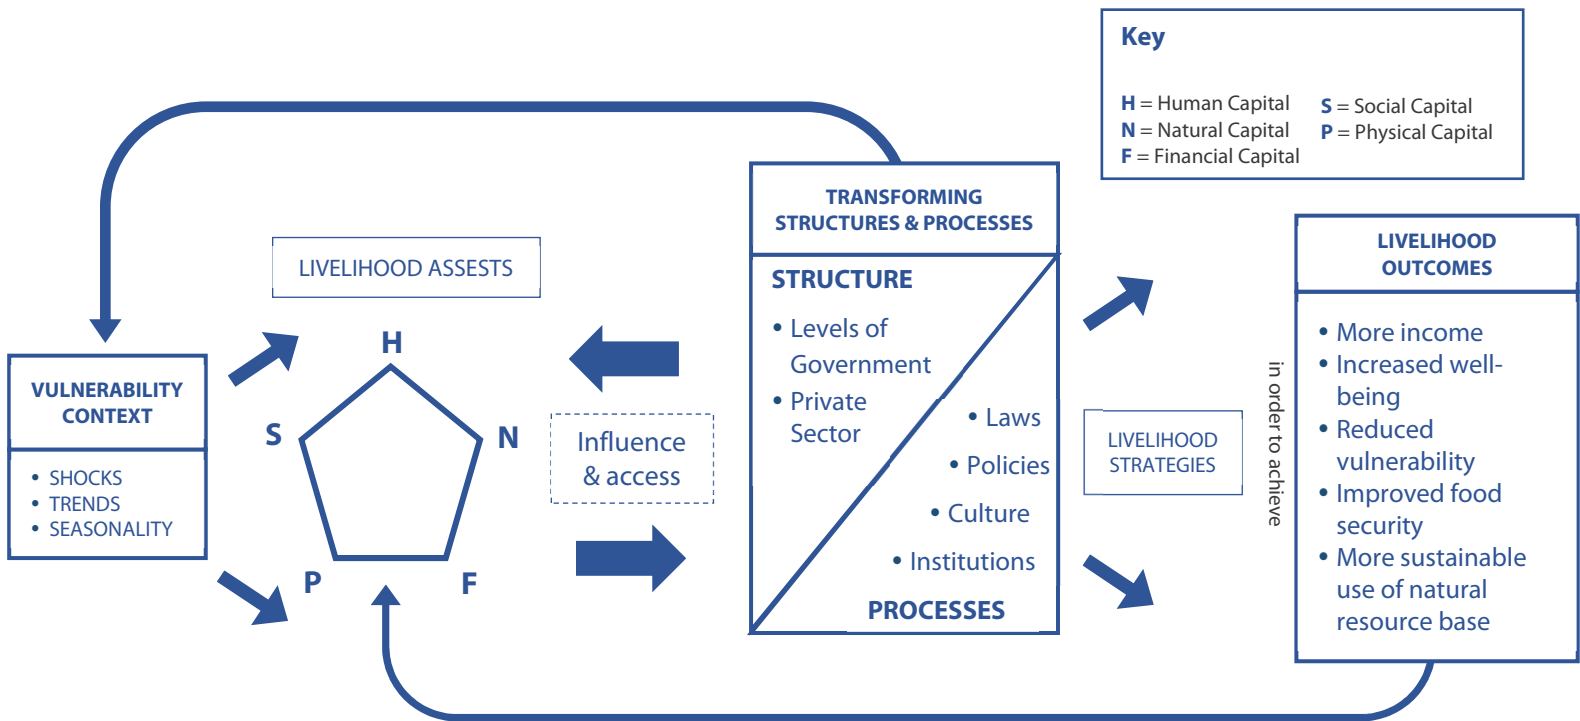 Key
H = Human Capital
N = Natural Capital
F = Financial Capital
S = Social Capital
P = Physical Capital
VULNERABILITY
CONTEXT
• SHOCKS
• TRENDS
• SEASONALITY
LIVELIHOOD ASSESTS
H
S
N
P
F
Influence
& access
TRANSFORMING
STRUCTURES & PROCESSES
STRUCTURE
• Levels of
Government
• Private
Sector
• Laws
• Policies
• Culture
• Institutions
PROCESSES
LIVELIHOOD
STRATEGIES
in order to achieve
LIVELIHOOD
OUTCOMES
• More income
• Increased well-
being
• Reduced
vulnerability
• Improved food
security
• More sustainable
use of natural
resource base